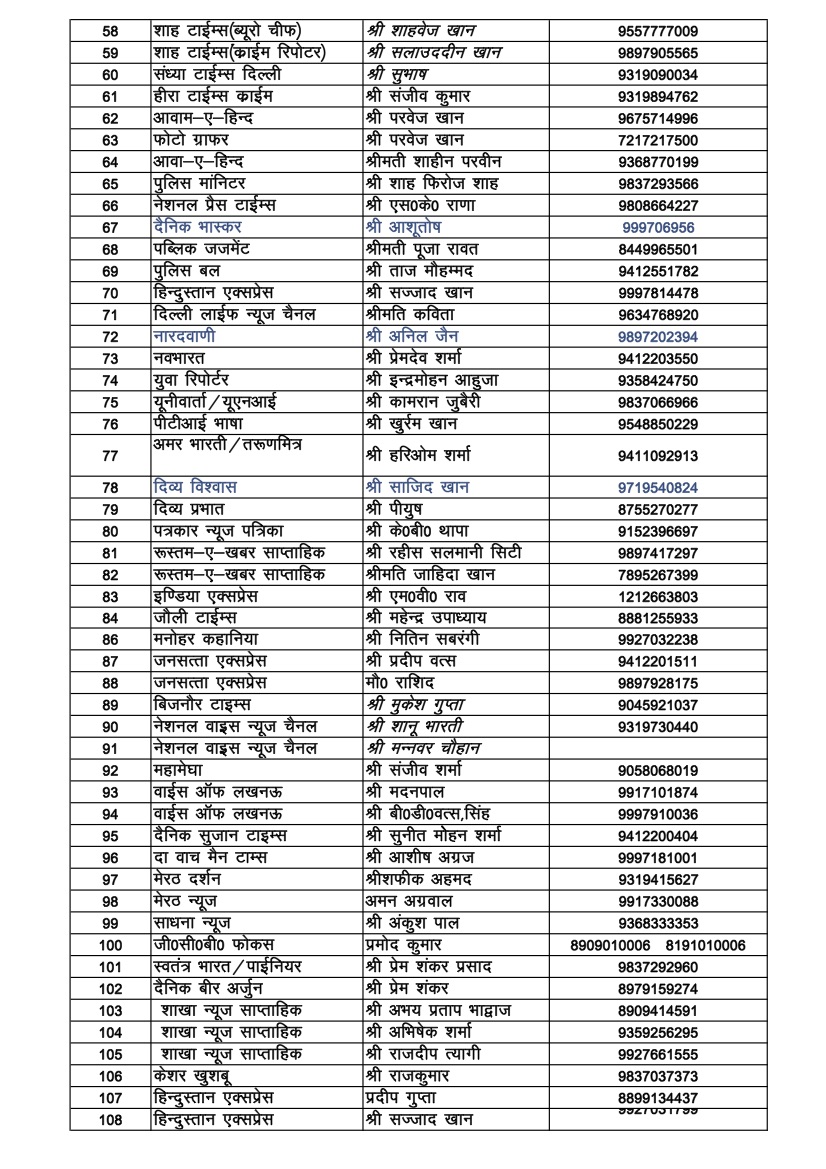 58 शाह टाईम्स(ब्यूरो चीफ) श्री शाहवेज खान 9557777009
59 शाह टाईम्स(क्राईम रिपोटर) श्री सलाउददीन खान 9897905565
60 संध्या टाईम्स दिल्ली श्री सुभाष 9319090034
61 हीरा टाईम्स क्राईम श्री संजीव कुमार 9319894762
62 आवाम–ए–हिन्द श्री परवेज खान 9675714996
63 फोटो ग्राफर श्री परवेज खान 7217217500
64 आवा–ए–हिन्द श्रीमती शाहीन परवीन 9368770199
65 पुलिस मांनिटर श्री शाह फिरोज शाह 9837293566
66 नेशनल प्रैस टाईम्स श्री एस0के0 राणा 9808664227
67 दैनिक भास्कर श्री आशूतोष 999706956
68 पब्लिक जजमेंट श्रीमती पूजा रावत 8449965501
69 पुलिस बल श्री ताज मौहम्मद 9412551782
70 हिन्दुस्तान एक्सप्रेस श्री सज्जाद खान 9997814478
71 दिल्ली लाईफ न्यूज चैनल श्रीमति कविता 9634768920
72 नारदवाणी श्री अनिल जैन 9897202394
73 नवभारत श्री प्रेमदेव शर्मा 9412203550
74 युवा रिपोर्टर श्री इन्द्रमोहन आहुजा 9358424750
75 यूनीवार्ता/यूएनआई श्री कामरान जुबैरी 9837066966
76 पीटीआई भाषा श्री खुर्रम खान 9548850229
77 अमर भारती/तरूणमित्र श्री हरिओम शर्मा 9411092913
78 दिव्य विश्वास श्री साजिद खान 9719540824
79 दिव्य प्रभात श्री पीयुष 8755270277
80 पत्रकार न्यूज पत्रिका श्री के0बी0 थापा 9152396697
81 रूस्तम–ए–खबर साप्ताहिक श्री रहीस सलमानी सिटी 9897417297
82 रूस्तम–ए–खबर साप्ताहिक श्रीमति जाहिदा खान 7895267399
83 इण्डिया एक्सप्रेस श्री एम0वी0 राव 1212663803
84 जौली टाईम्स श्री महेन्द्र उपाध्याय 8881255933
86 मनोहर कहानिया श्री नितिन सबरंगी 9927032238
87 जनसत्ता एक्सप्रेस श्री प्रदीप वत्स 9412201511
88 जनसत्ता एक्सप्रेस मौ0 राशिद 9897928175
89 बिजनौर टाइम्स श्री मुकेश गुप्ता 9045921037
90 नेशनल वाइस न्यूज चैनल श्री शानू भारती 9319730440
91 नेशनल वाइस न्यूज चैनल श्री मन्नवर चौहान
92 महामेघा श्री संजीव शर्मा 9058068019
93 वाईस ऑफ लखनऊ श्री मदनपाल 9917101874
94 वाईस ऑफ लखनऊ श्री बी0डी0वत्स,सिंह 9997910036
95 दैनिक सुजान टाइम्स श्री सुनीत मोहन शर्मा 9412200404
96 दा वाच मैन टाम्स श्री आशीष अग्रज 9997181001
97 मेरठ दर्शन श्रीशफीक अहमद 9319415627
98 मेरठ न्यूज अमन अग्रवाल 9917330088
99 साधना न्यूज श्री अंकुश पाल 9368333353
100 जी0सी0बी0 फोकस प्रमोद कुमार 8909010006 8191010006
101 स्वतंत्र भारत/पाईनियर श्री प्रेम शंकर प्रसाद 9837292960
102 दैनिक बीर अर्जुन श्री प्रेम शंकर 8979159274
103 शाखा न्यूज साप्ताहिक श्री अभय प्रताप भाद्वाज 8909414591
104 शाखा न्यूज साप्ताहिक श्री अभिषेक शर्मा 9359256295
105 शाखा न्यूज साप्ताहिक श्री राजदीप त्यागी 9927661555
106 केशर खुशबू श्री राजकुमार 9837037373
107 हिन्दुस्तान एक्सप्रेस प्रदीप गुप्ता 8899134437
108 हिन्दुस्तान एक्सप्रेस श्री सज्जाद खान